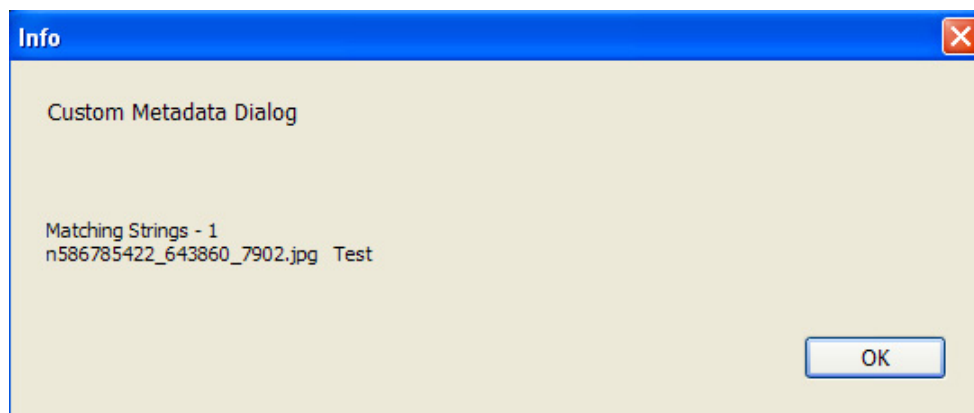 Info
Custom Metadata Dialog
Matching Strings - 1
n586785422_643860_7902.jpg Test
OK